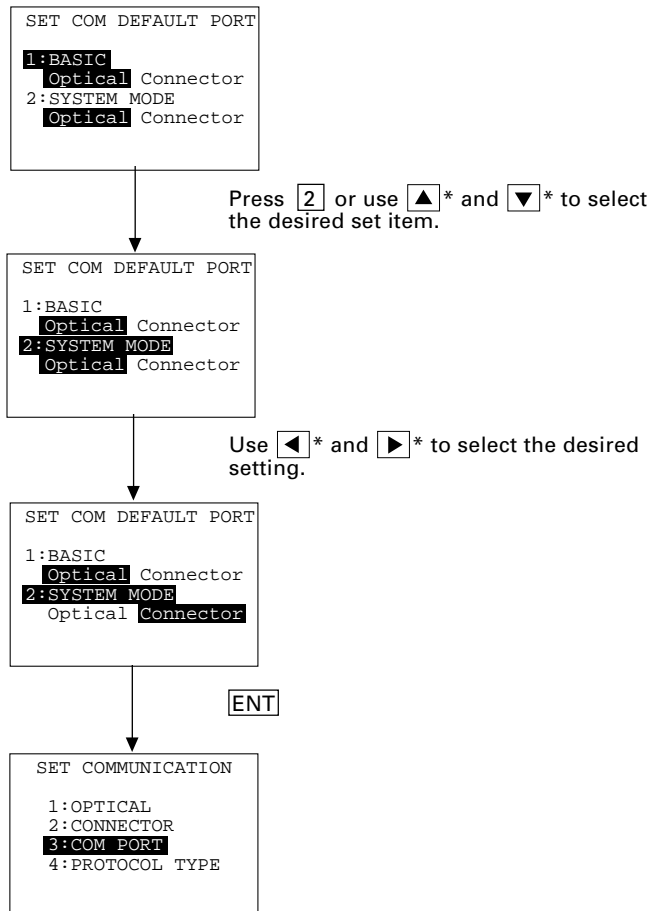 SET COM DEFAULT PORT
1:BASIC
Optical Connector
2:SYSTEM MODE
Optical Connector
Press 2 or use ▲* and ▼* to select
the desired set item.
SET COM DEFAULT PORT
1:BASIC
Optical Connector
2:SYSTEM MODE
Optical Connector
Use ◀* and ▶* to select the desired
setting.
SET COM DEFAULT PORT
1:BASIC
Optical Connector
2:SYSTEM MODE
Optical Connector
ENT
SET COMMUNICATION
1:OPTICAL
2:CONNECTOR
3:COM PORT
4:PROTOCOL TYPE